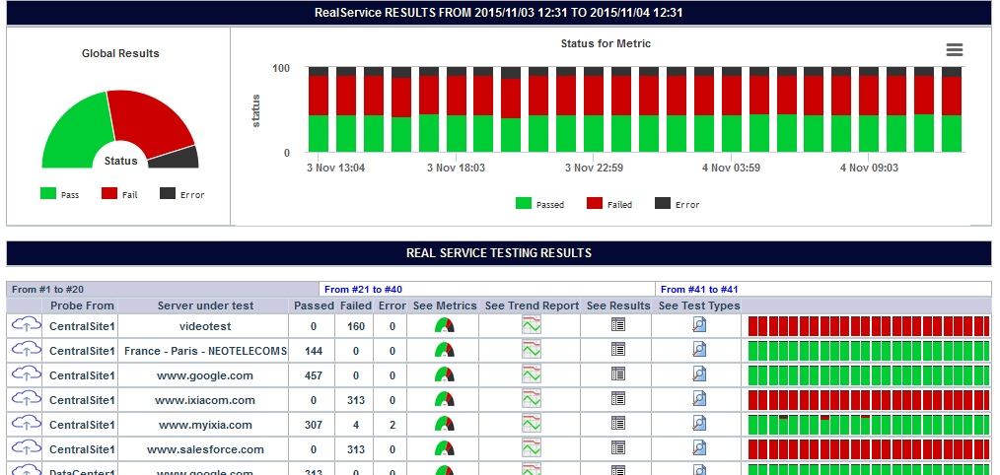 RealService RESULTS FROM 2015/11/03 12:31 TO 2015/11/04 12:31
Global Results
Status
Pass Fail Error
Status for Metric
status
100
0
3 Nov 13:04 3 Nov 18:03 3 Nov 22:59 4 Nov 03:59 4 Nov 09:03
Passed Failed Error
REAL SERVICE TESTING RESULTS
From #1 to #20 From #21 to #40 From #41 to #41
Probe From Server under test Passed Failed Error See Metrics See Trend Report See Results See Test Types
CentralSite1 videotest 0 160 0
CentralSite1 France - Paris - NEOTELECOMS 144 0 0
CentralSite1 www.google.com 457 0 0
CentralSite1 www.ixiacom.com 0 313 0
CentralSite1 www.myixia.com 307 4 2
CentralSite1 www.salesforce.com 0 313 0
DataCenter1 www.google.com 313 0 0